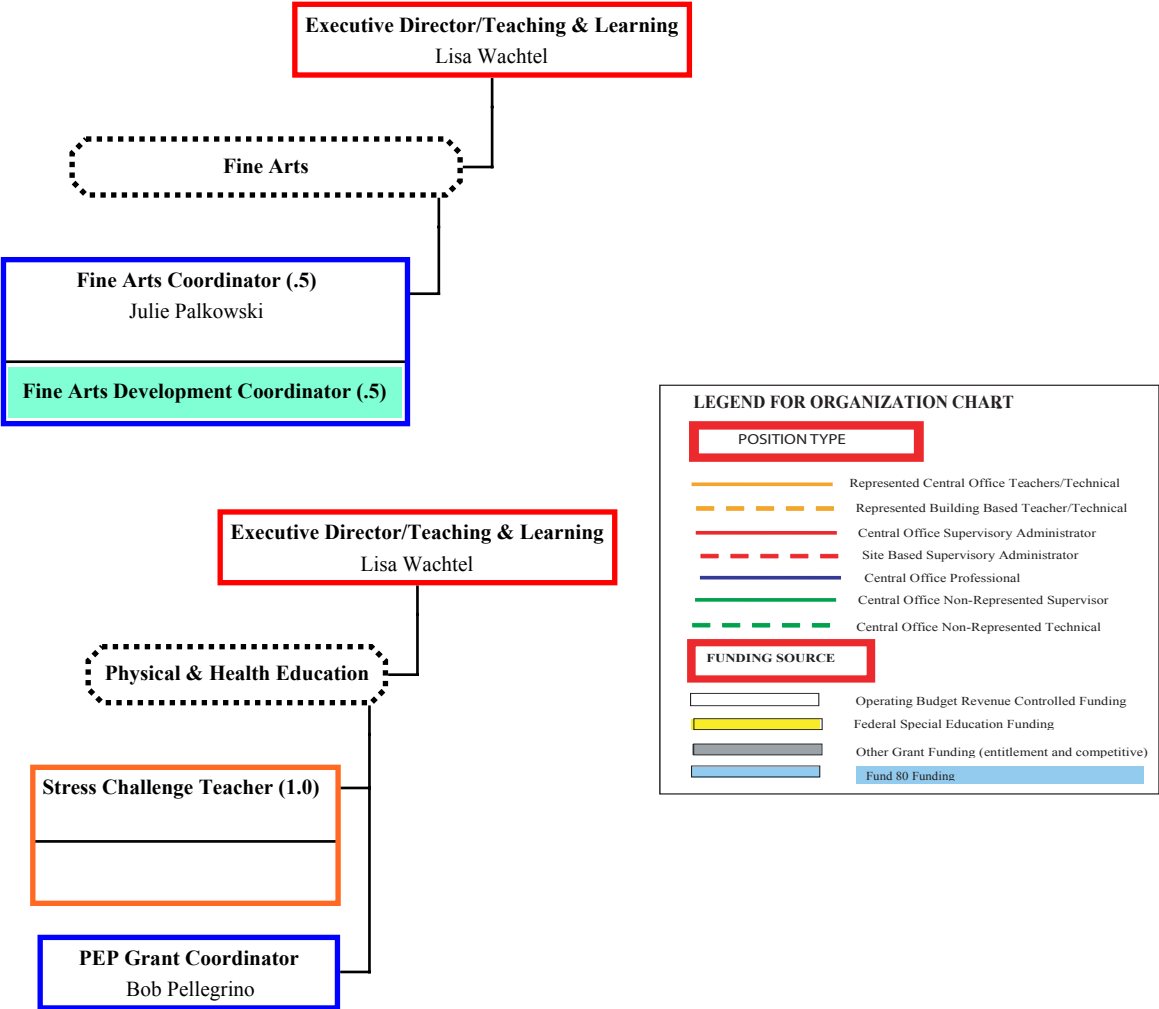 Executive Director/Teaching & Learning
Lisa Wachtel
Fine Arts
Fine Arts Coordinator (.5)
Julie Palkowski
Fine Arts Development Coordinator (.5)
Executive Director/Teaching & Learning
Lisa Wachtel
Physical & Health Education
Stress Challenge Teacher (1.0)
PEP Grant Coordinator
Bob Pellegrino
LEGEND FOR ORGANIZATION CHART
POSITION TYPE
Represented Central Office Teachers/Technical
Represented Building Based Teacher/Technical
Central Office Supervisory Administrator
Site Based Supervisory Administrator
Central Office Professional
Central Office Non-Represented Supervisor
Central Office Non-Represented Technical
FUNDING SOURCE
Operating Budget Revenue Controlled Funding
Federal Special Education Funding
Other Grant Funding (entitlement and competitive)
Fund 80 Funding